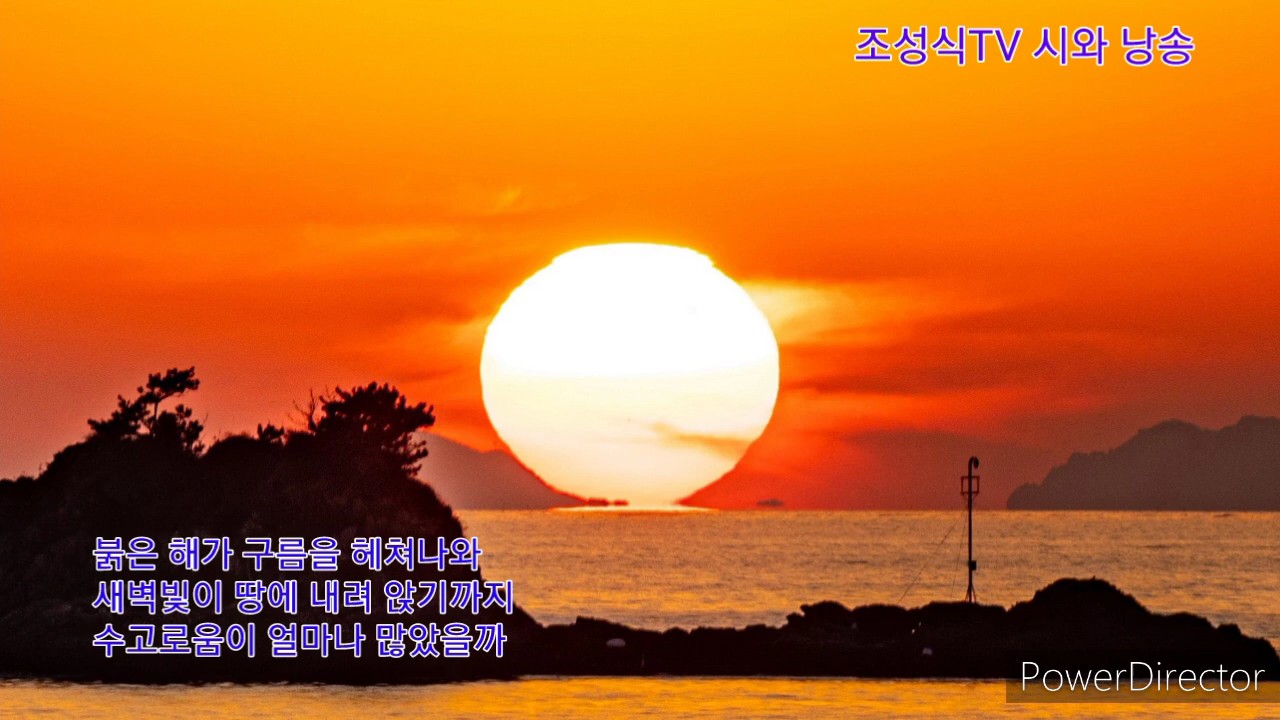 조성식TV 시와 낭송
붉은 해가 구름을 헤쳐나와
새벽빛이 땅에 내려 앉기까지
수고로움이 얼마나 많았을까
PowerDirector